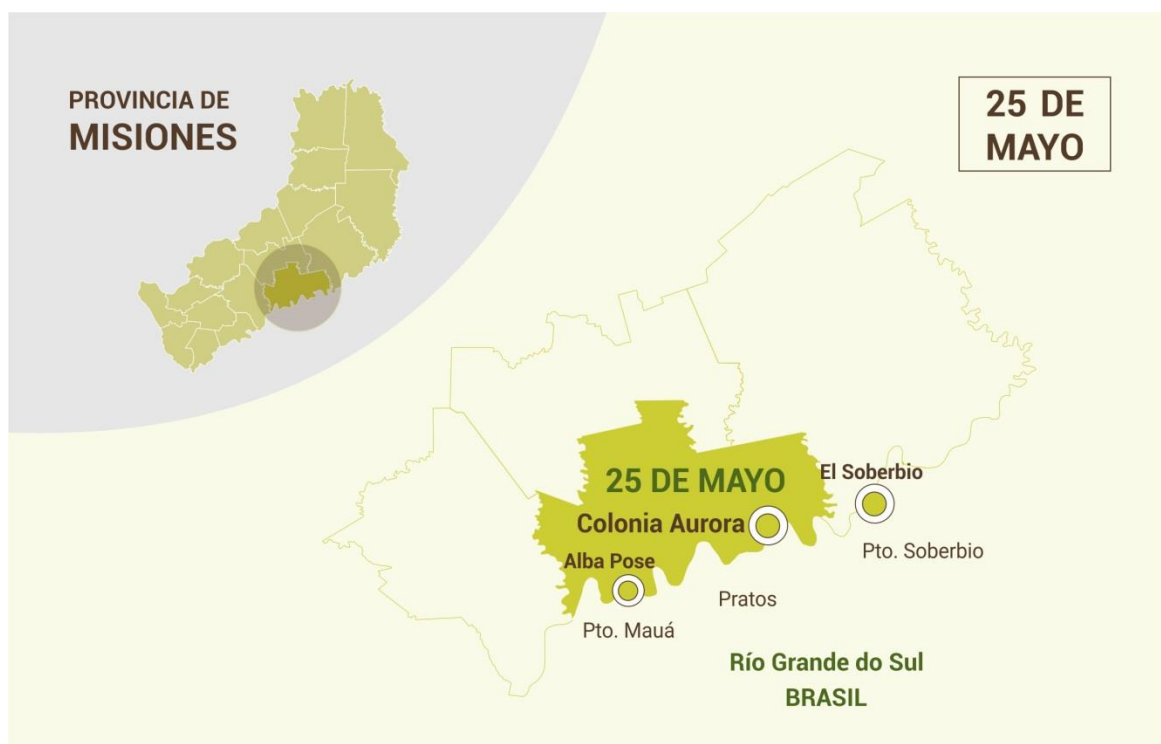 PROVINCIA DE
MISIONES
25 DE
MAYO
25 DE MAYO
El Soberbio
Colonia Aurora
Pto. Soberbio
Alba Pose
Pratos
Pto. Mauá
Río Grande do Sul
BRASIL